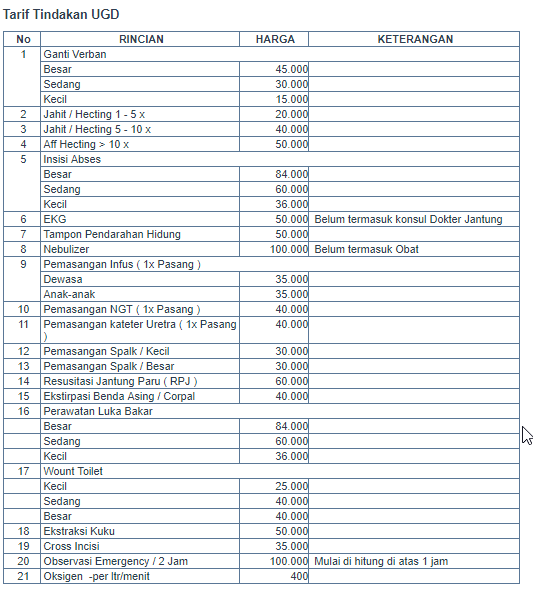 Tarif Tindakan UGD
No RINCIAN HARGA KETERANGAN
1 Ganti Verban
Besar 45.000
Sedang 30.000
Kecil 15.000
2 Jahit / Hecting 1 - 5 x 20.000
3 Jahit / Hecting 5 - 10 x 40.000
4 Aff Hecting > 10 x 50.000
5 Insisi Abses
Besar 84.000
Sedang 60.000
Kecil 36.000
6 EKG 50.000 Belum termasuk konsul Dokter Jantung
7 Tampon Pendarahan Hidung 50.000
8 Nebulizer 100.000 Belum termasuk Obat
9 Pemasangan Infus ( 1x Pasang )
Dewasa 35.000
Anak-anak 35.000
10 Pemasangan NGT ( 1x Pasang ) 40.000
11 Pemasangan kateter Uretra ( 1x Pasang 40.000
)
12 Pemasangan Spalk / Kecil 30.000
13 Pemasangan Spalk / Besar 30.000
14 Resusitasi Jantung Paru ( RPJ ) 60.000
15 Ekstirpasi Benda Asing / Corpal 40.000
16 Perawatan Luka Bakar
Besar 84.000
Sedang 60.000
Kecil 36.000
17 Wount Toilet
Kecil 25.000
Sedang 40.000
Besar 40.000
18 Ekstraksi Kuku 50.000
19 Cross Incisi 35.000
20 Observasi Emergency / 2 Jam 100.000 Mulai di hitung di atas 1 jam
21 Oksigen -per ltr/menit 400